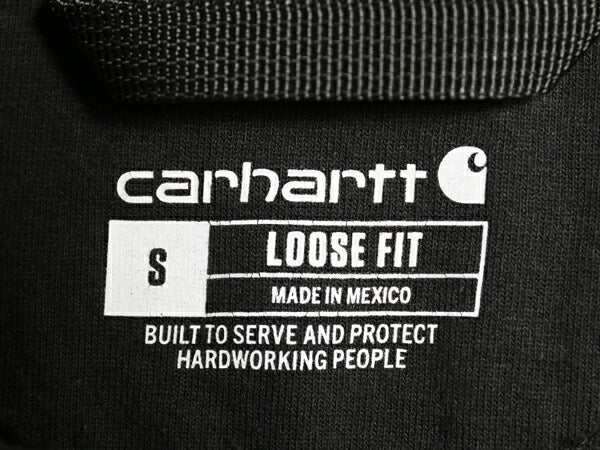 carhartt
S
LOOSE FIT
MADE IN MEXICO
BUILT TO SERVE AND PROTECT
HARDWORKING PEOPLE